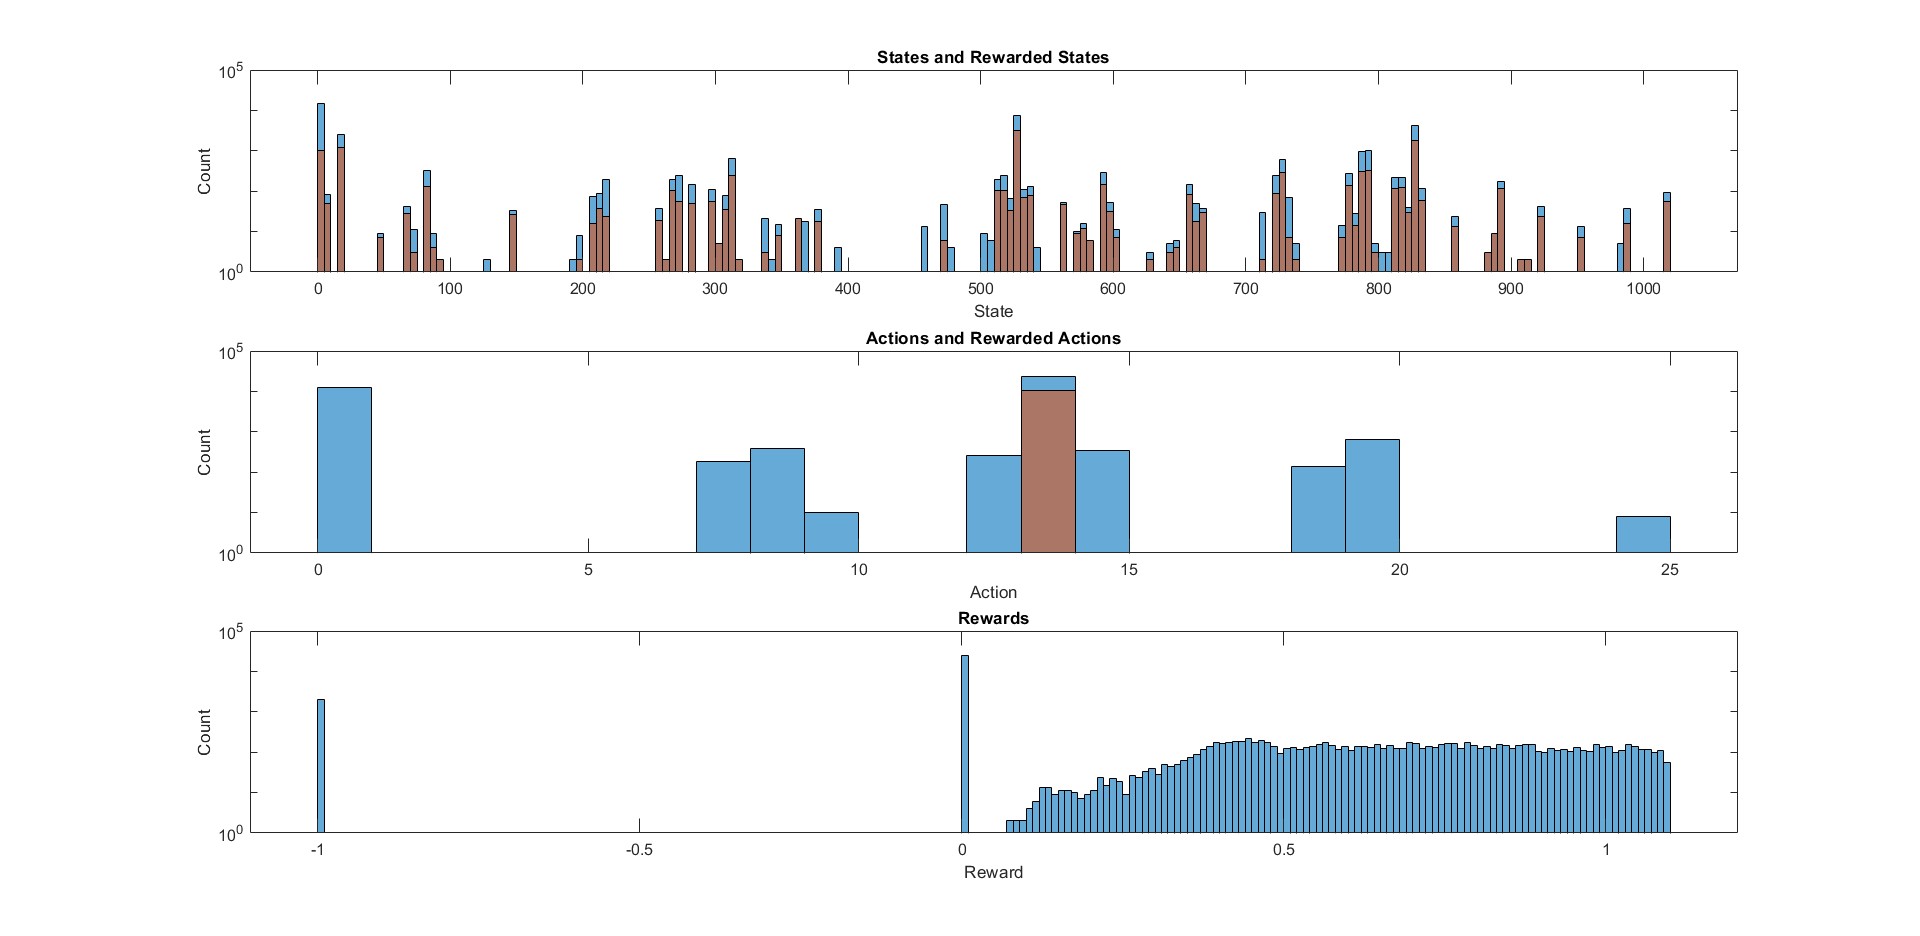 States and Rewarded States
10^5
Count
10^0
0 100 200 300 400 500 600 700 800 900 1000
State
Actions and Rewarded Actions
10^5
Count
10^0
0 5 10 15 20 25
Action
Rewards
10^5
Count
10^0
-1 -0.5 0 0.5 1
Reward